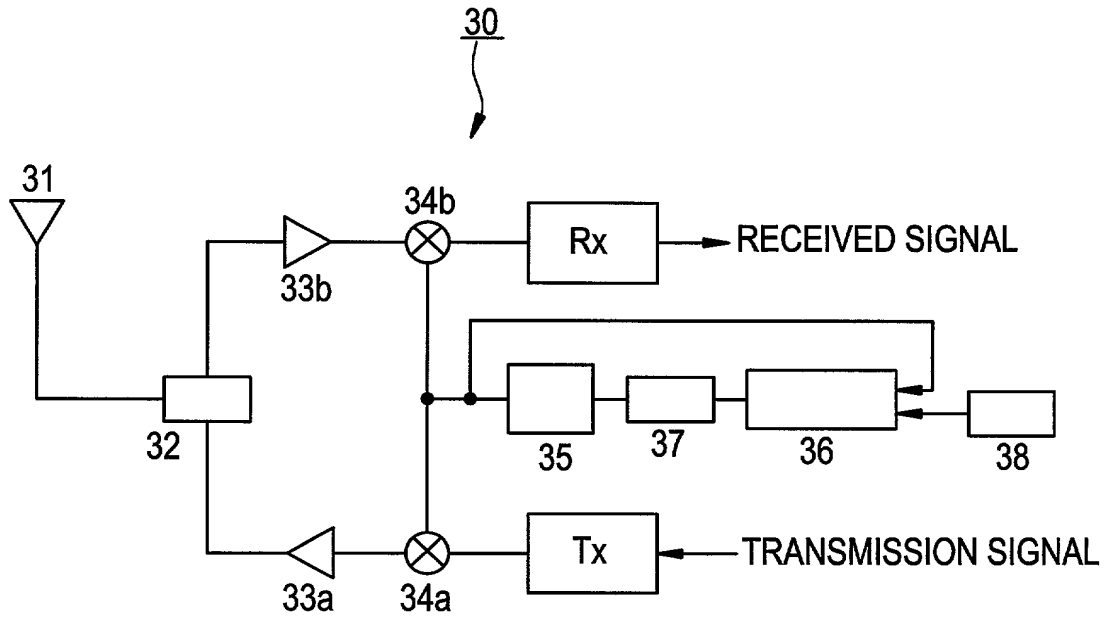 30
31
34b
Rx
RECEIVED SIGNAL
33b
32
35
37
36
38
Tx
TRANSMISSION SIGNAL
33a
34a